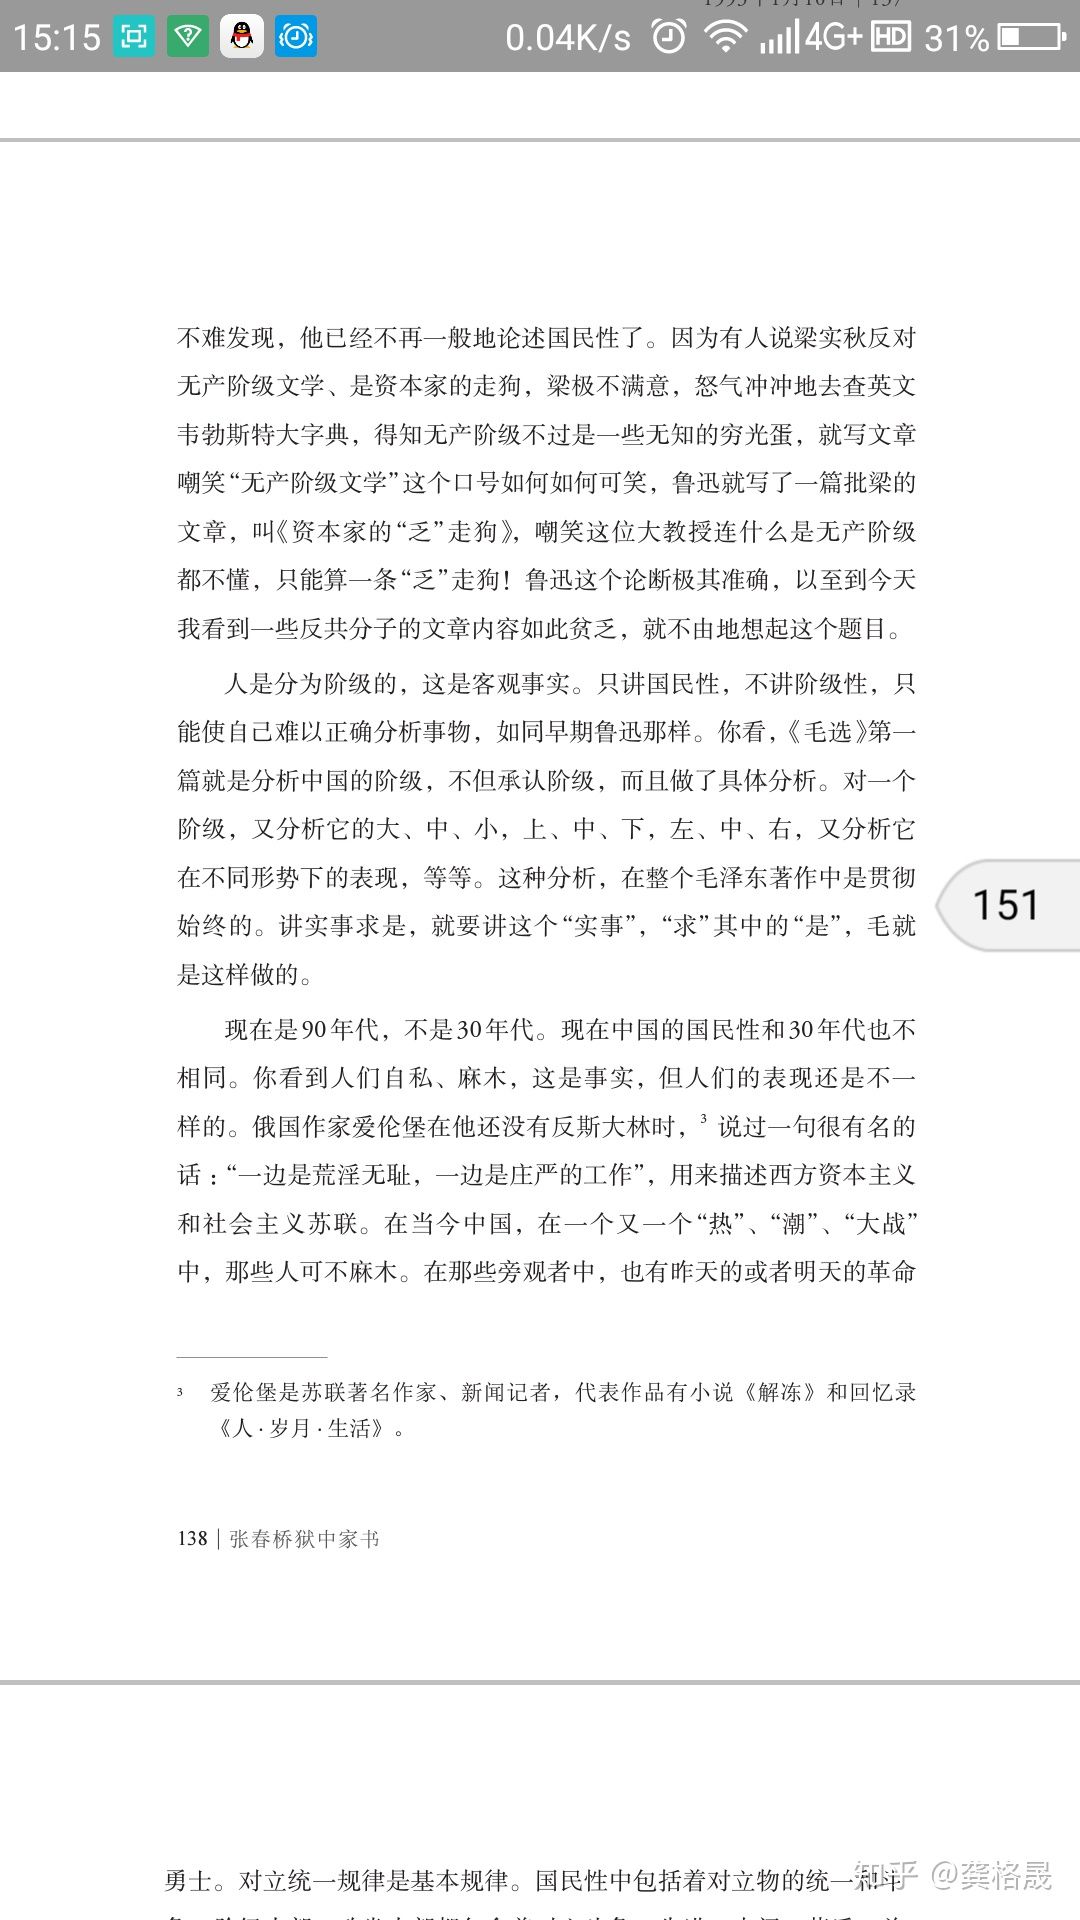 15:15 0.04K/s 4G+ HD 31%
不难发现，他已经不再一般地论述国民性了。因为有人说梁实秋反对
无产阶级文学、是资本家的走狗，梁极不满意，怒气冲冲地去查英文
韦勃斯特大字典，得知无产阶级不过是一些无知的穷光蛋，就写文章
嘲笑“无产阶级文学”这个口号如何如何可笑，鲁迅就写了一篇批梁的
文章，叫《资本家的“乏”走狗》，嘲笑这位大教授连什么是无产阶级
都不懂，只能算一条“乏”走狗！鲁迅这个论断极其准确，以至到今天
我看到一些反共分子的文章内容如此贫乏，就不由地想起这个题目。
人是分为阶级的，这是客观事实。只讲国民性，不讲阶级性，只
能使自己难以正确分析事物，如同早期鲁迅那样。你看，《毛选》第一
篇就是分析中国的阶级，不但承认阶级，而且做了具体分析。对一个
阶级，又分析它的大、中、小，上、中、下，左、中、右，又分析它
在不同形势下的表现，等等。这种分析，在整个毛泽东著作中是贯彻
始终的。讲实事求是，就要讲这个“实事”，“求”其中的“是”，毛就
是这样做的。
151
现在是90年代，不是30年代。现在中国的国民性和30年代也不
相同。你看到人们自私、麻木，这是事实，但人们的表现还是不一
样的。俄国作家爱伦堡在他还没有反斯大林时，3 说过一句很有名的
话：“一边是荒淫无耻，一边是庄严的工作”，用来描述西方资本主义
和社会主义苏联。在当今中国，在一个又一个“热”、“潮”、“大战”
中，那些人可不麻木。在那些旁观者中，也有昨天的或者明天的革命
3 爱伦堡是苏联著名作家、新闻记者，代表作品有小说《解冻》和回忆录
《人·岁月·生活》。
138 | 张春桥狱中家书
勇士。对立统一规律是基本规律。国民性中包括着对立物的统一和斗
知乎 @龚格晟